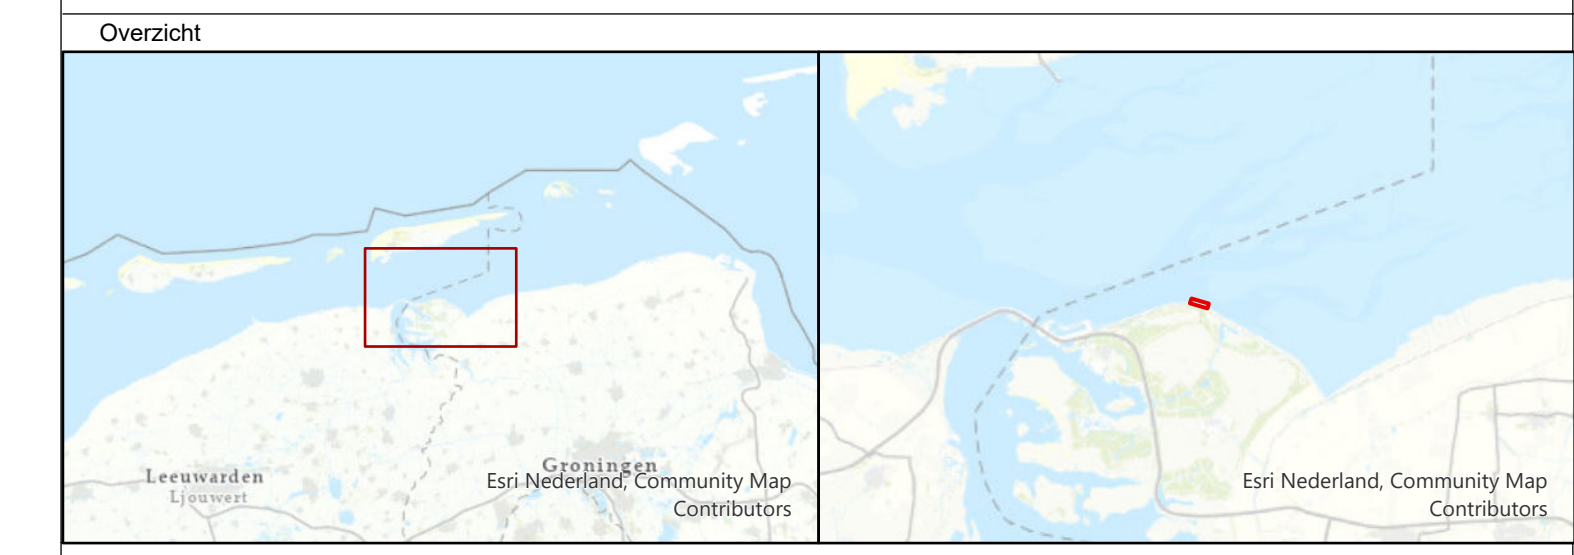 Overzicht
Leeuwarden
Ljouwert
Groningen
Esri Nederland, Community Map
Contributors
Esri Nederland, Community Map
Contributors